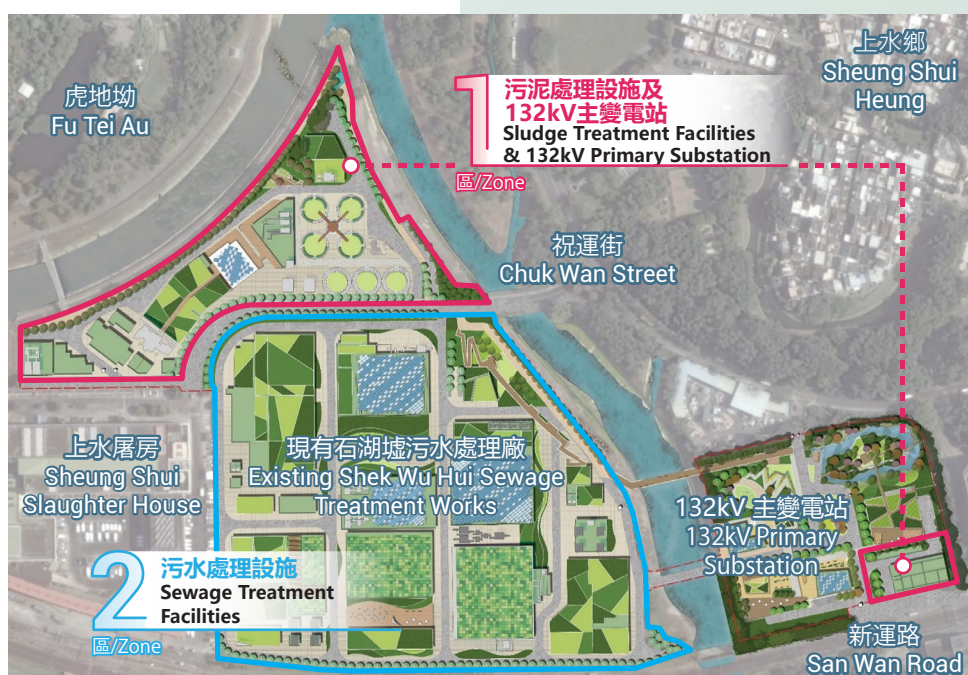 上水鄉
Sheung Shui
Heung
虎地坳
Fu Tei Au
1
污泥處理設施及
132kV主變電站
Sludge Treatment Facilities
& 132kV Primary Substation
區/Zone
祝運街
Chuk Wan Street
上水屠房
Sheung Shui
Slaughter House
現有石湖墟污水處理廠
Existing Shek Wu Hui Sewage
Treatment Works
132kV 主變電站
132kV Primary
Substation
2
污水處理設施
Sewage Treatment
Facilities
區/Zone
新運路
San Wan Road